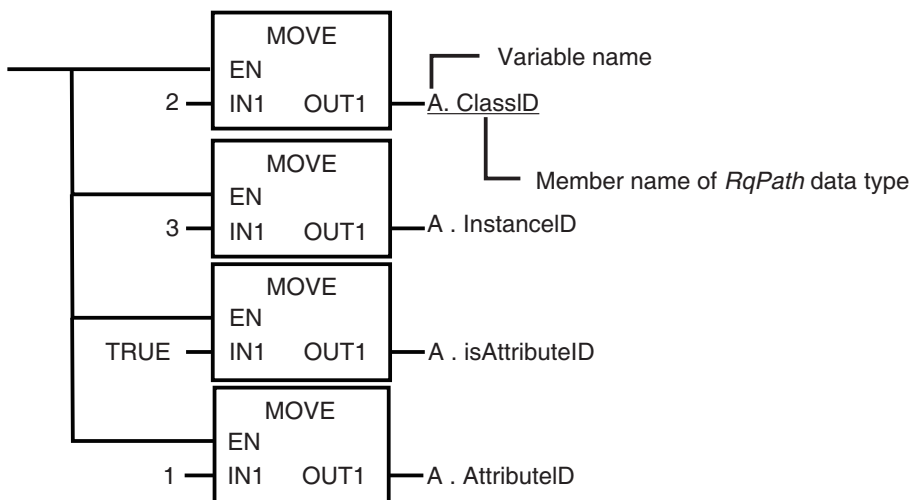 MOVE
EN
2 IN1 OUT1 A. ClassID
Variable name
Member name of RqPath data type
MOVE
EN
3 IN1 OUT1 A . InstanceID
MOVE
EN
TRUE IN1 OUT1 A . isAttributeID
MOVE
EN
1 IN1 OUT1 A . AttributeID